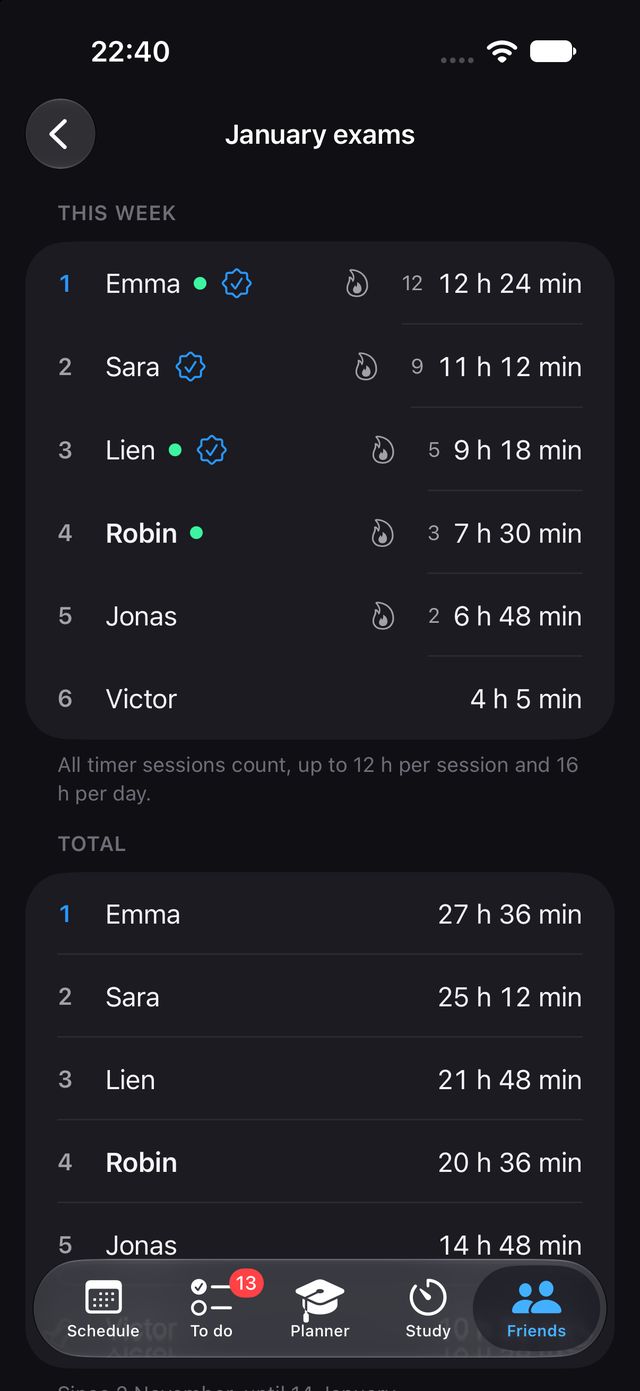 22:40
January exams
THIS WEEK
1 Emma 12 12 h 24 min
2 Sara 9 11 h 12 min
3 Lien 5 9 h 18 min
4 Robin 3 7 h 30 min
5 Jonas 2 6 h 48 min
6 Victor 4 h 5 min
All timer sessions count, up to 12 h per session and 16
h per day.
TOTAL
1 Emma 27 h 36 min
2 Sara 25 h 12 min
3 Lien 21 h 48 min
4 Robin 20 h 36 min
5 Jonas 14 h 48 min
13
Schedule To do Planner Study Friends
Victor